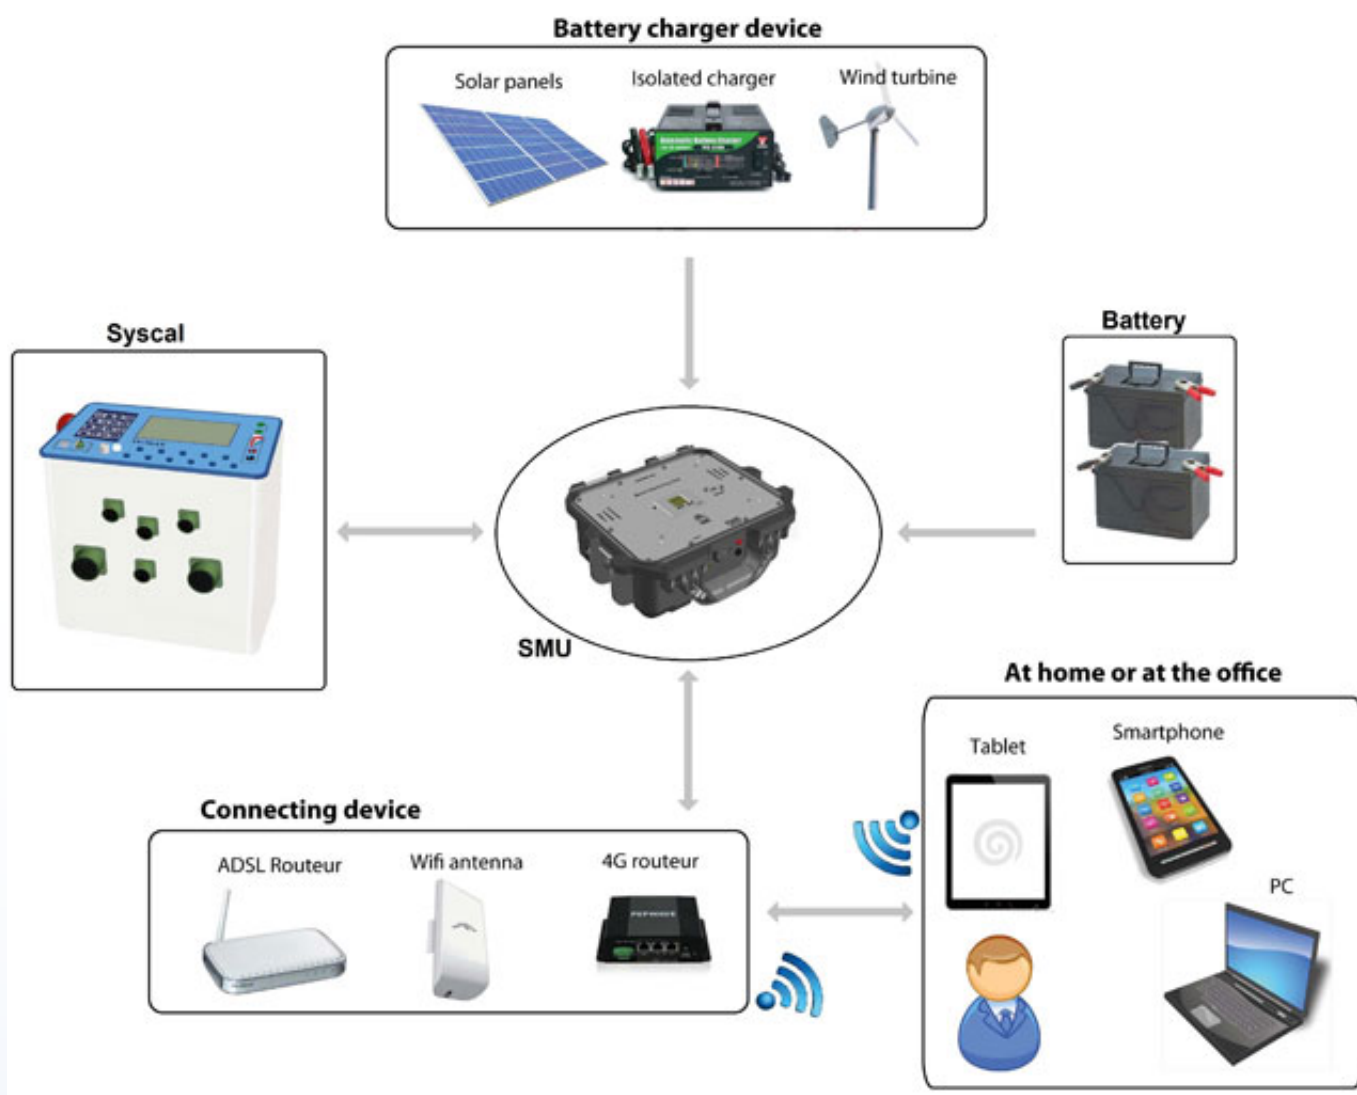 Battery charger device
Solar panels
Isolated charger
Wind turbine
Syscal
Battery
SMU
At home or at the office
Tablet
Smartphone
PC
Connecting device
ADSL Routeur
Wifi antenna
4G routeur
PEPWAVE